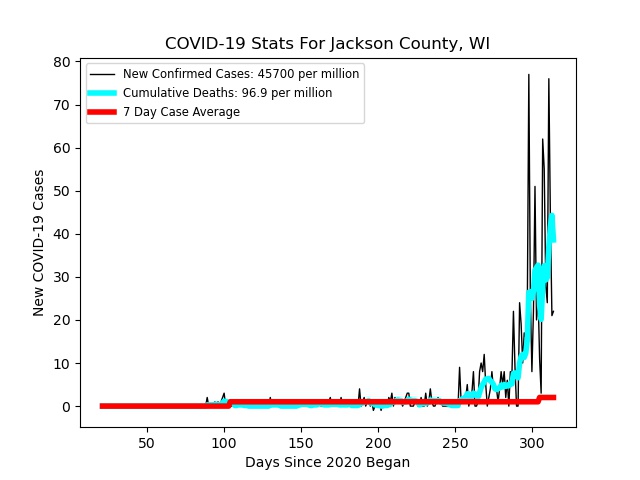 COVID-19 Stats For Jackson County, WI
New Confirmed Cases: 45700 per million
Cumulative Deaths: 96.9 per million
7 Day Case Average
New COVID-19 Cases
80
70
60
50
40
30
20
10
0
50 100 150 200 250 300
Days Since 2020 Began